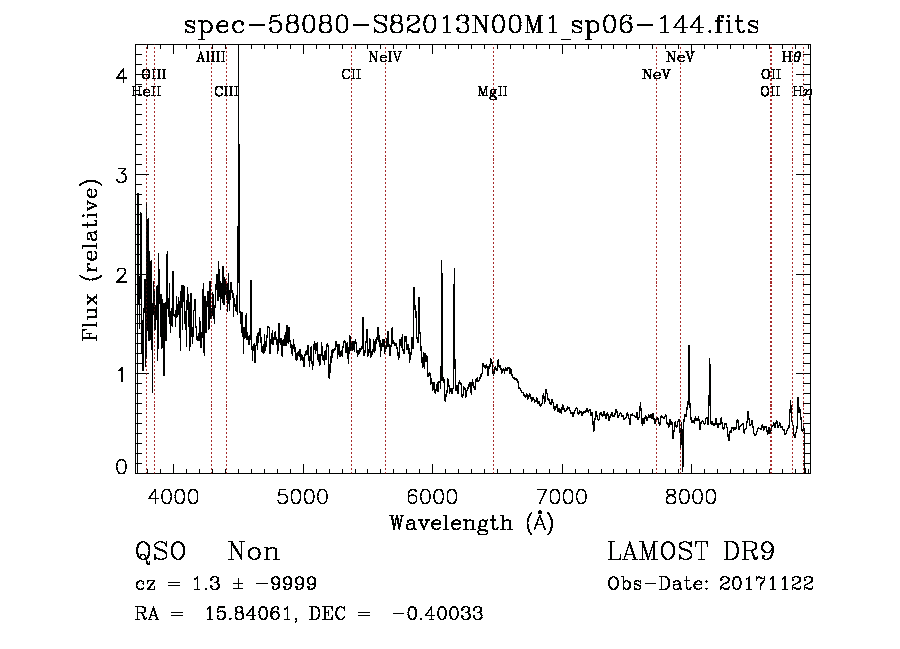 spec-58080-S82013N00M1_sp06-144.fits
AlIII NeIV NeV Hθ
OIII CII NeV OII
HeII CIII MgII OII Hη
4
3
2
1
0
Flux (relative)
4000 5000 6000 7000 8000
Wavelength (Å)
QSO Non LAMOST DR9
cz = 1.3 ± -9999 Obs-Date: 20171122
RA = 15.84061, DEC = -0.40033